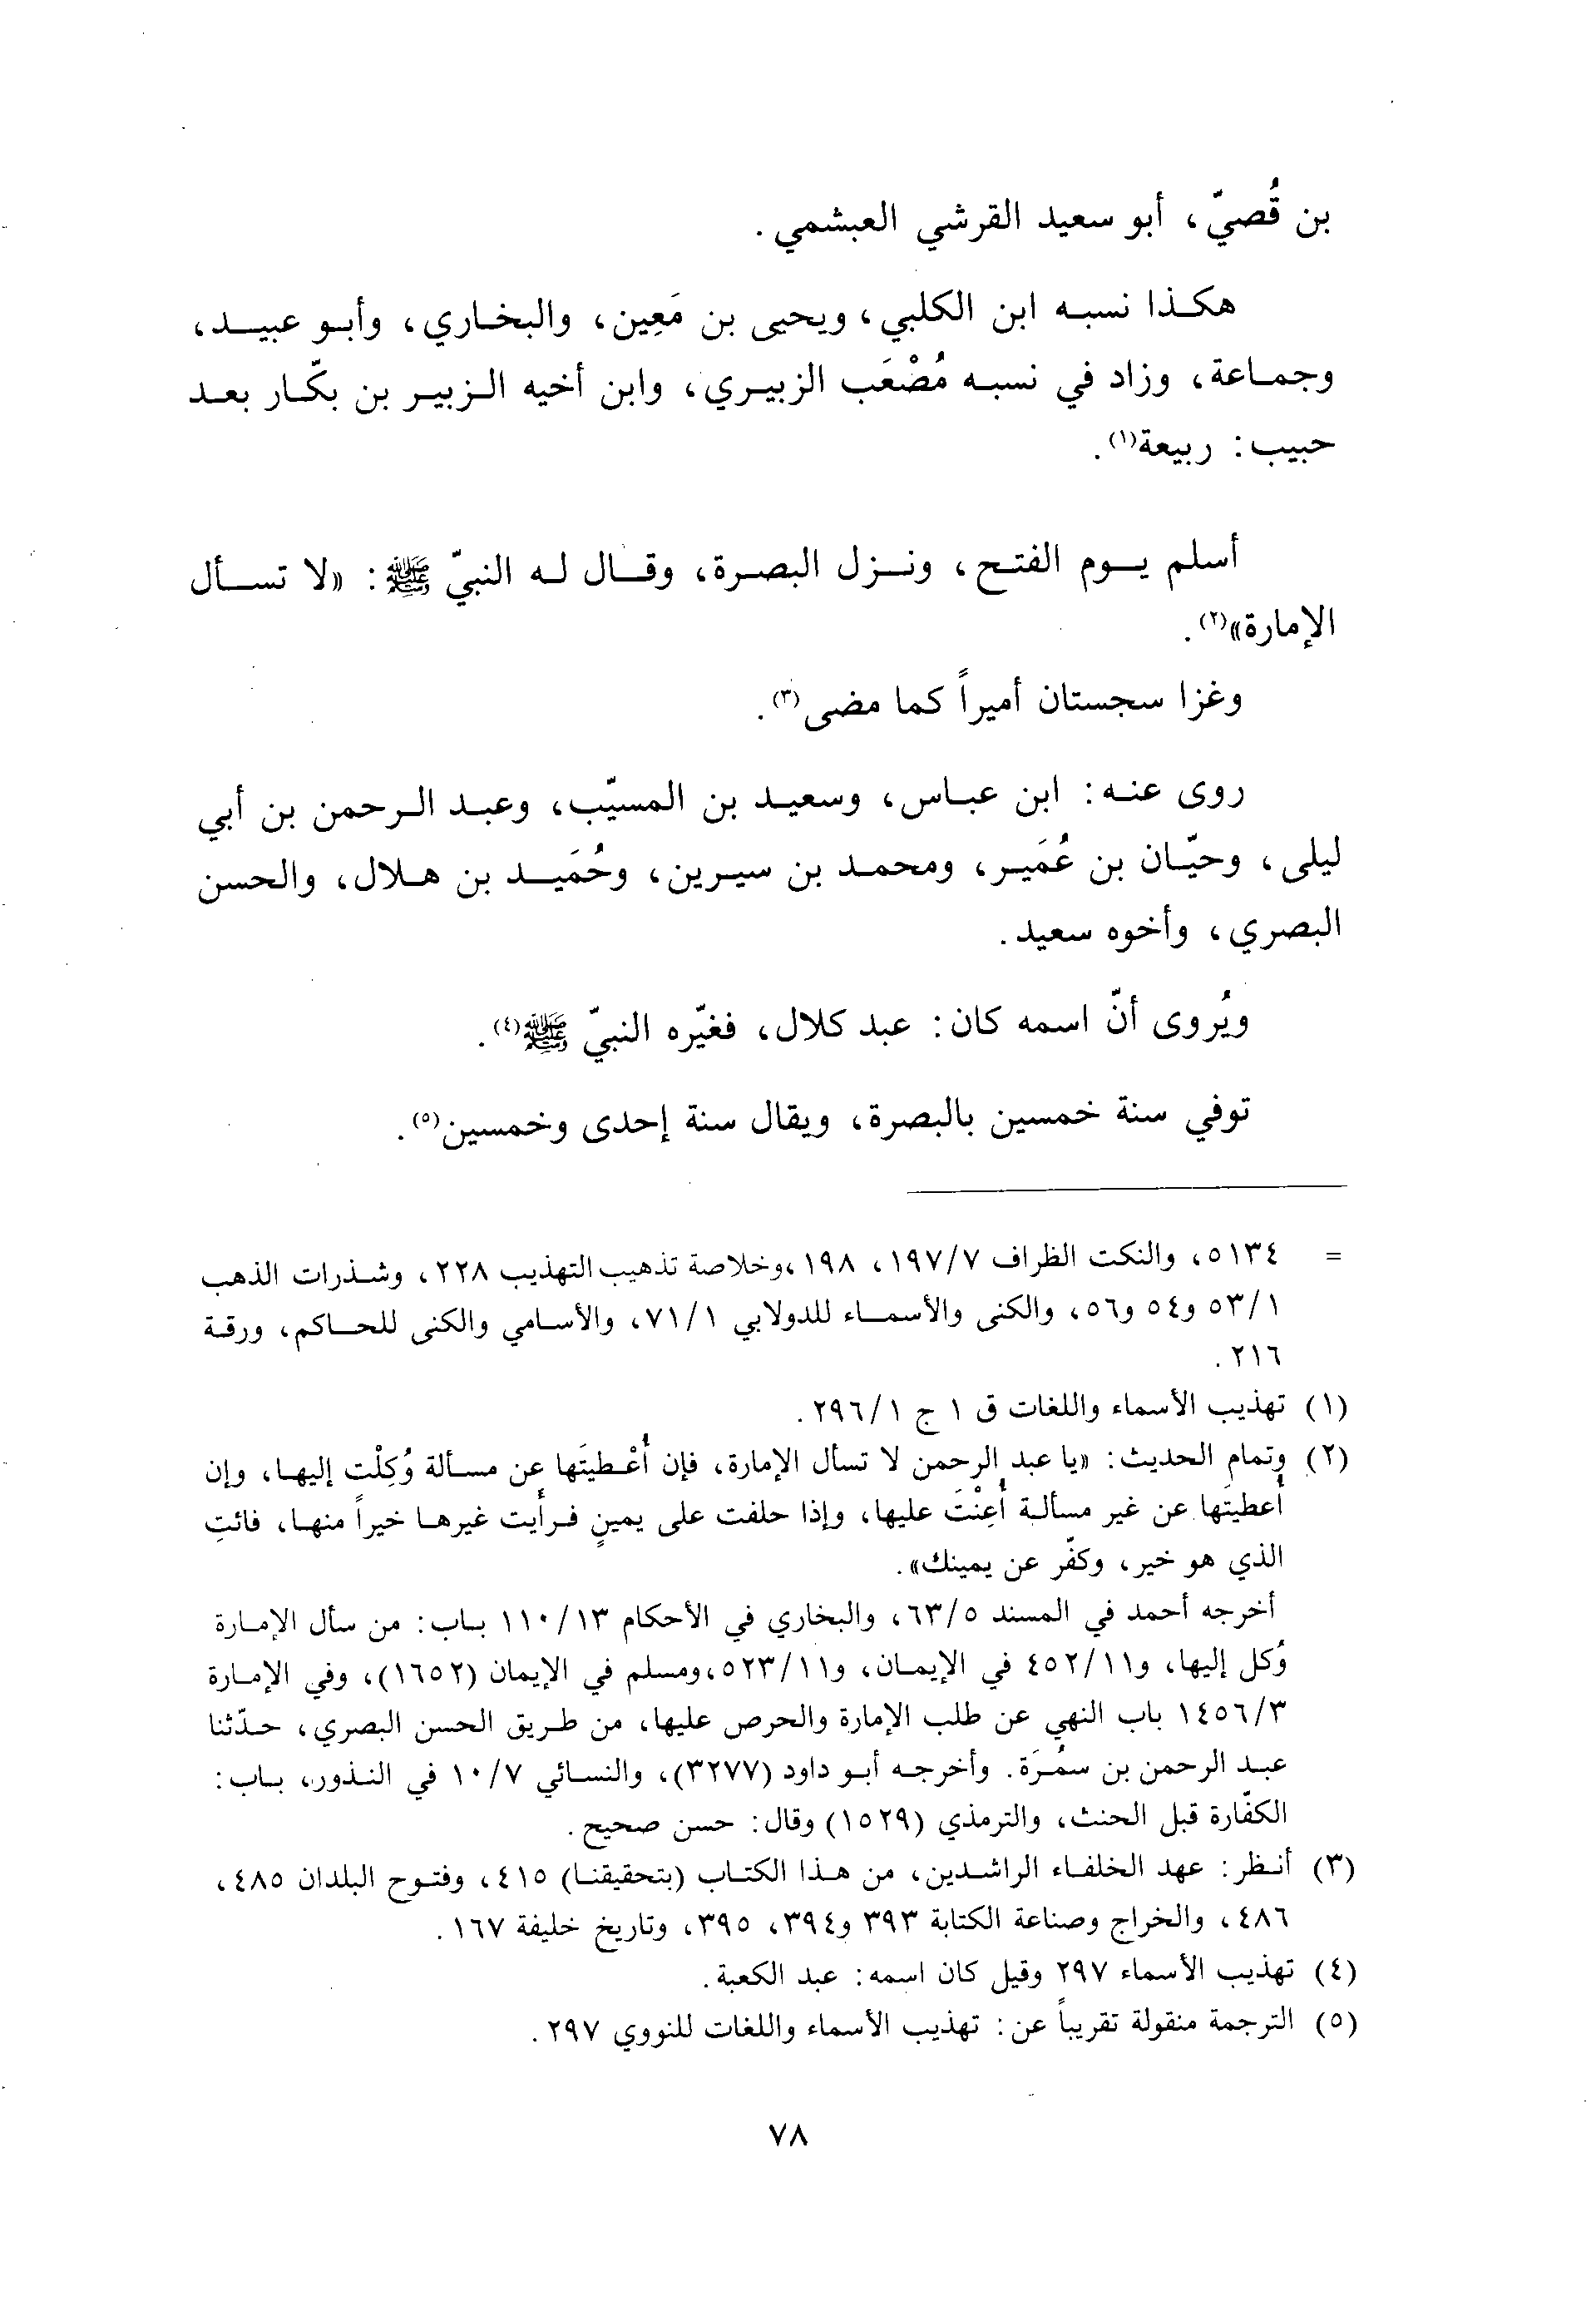 بن قُصيّ، أبو سعيد القرشي العبشمي.
هكذا نسبه ابن الكلبي، ويحيى بن مَعِين، والبخاري، وأبو عبيد،
وجماعة، وزاد في نسبه مُصْعَب الزبيري، وابن أخيه الزبير بن بكّار بعد
حبيب: ربيعة(١).
أسلم يوم الفتح، ونزل البصرة، وقال له النبيّ ﷺ: «لا تسأل
الإمارة»(٢).
وغزا سجستان أميراً كما مضى(٣).
روى عنه: ابن عباس، وسعيد بن المسيّب، وعبد الرحمن بن أبي
ليلى، وحيّان بن عُمَير، ومحمد بن سيرين، وحُمَيد بن هلال، والحسن
البصري، وأخوه سعيد.
ويُروى أنّ اسمه كان: عبد كلال، فغيّره النبيّ ﷺ(٤).
توفي سنة خمسين بالبصرة، ويقال سنة إحدى وخمسين(٥).
= ٥١٣٤، والنكت الظراف ١٩٧/٧، ١٩٨، وخلاصة تذهيب التهذيب ٢٢٨، وشذرات الذهب
٥٣/١ و٥٤ و٥٦، والكنى والأسماء للدولابي ٧١/١، والأسامي والكنى للحاكم، ورقة
٢١٦.
(١) تهذيب الأسماء واللغات ق ١ ج ٢٩٦/١.
(٢) وتمام الحديث: «يا عبد الرحمن لا تسأل الإمارة، فإن أُعْطيتَها عن مسألة وُكِلْت إليها، وإن
أُعطيتَها عن غير مسألة أُعِنْتَ عليها، وإذا حلفت على يمينٍ فرأيت غيرها خيراً منها، فائتِ
الذي هو خير، وكفّر عن يمينك».
أخرجه أحمد في المسند ٦٣/٥، والبخاري في الأحكام ١١٠/١٣ باب: من سأل الإمارة
وُكل إليها، و٤٥٢/١١ في الإيمان، و٥٢٣/١١، ومسلم في الإيمان (١٦٥٢)، وفي الإمارة
١٤٥٦/٣ باب النهي عن طلب الإمارة والحرص عليها، من طريق الحسن البصري، حدّثنا
عبد الرحمن بن سمُرَة. وأخرجه أبو داود (٣٢٧٧)، والنسائي ١٠/٧ في النذور، باب:
الكفّارة قبل الحنث، والترمذي (١٥٢٩) وقال: حسن صحيح.
(٣) أنظر: عهد الخلفاء الراشدين، من هذا الكتاب (بتحقيقنا) ٤١٥، وفتوح البلدان ٤٨٥،
٤٨٦، والخراج وصناعة الكتابة ٣٩٣ و٣٩٤، ٣٩٥، وتاريخ خليفة ١٦٧.
(٤) تهذيب الأسماء ٢٩٧ وقيل كان اسمه: عبد الكعبة.
(٥) الترجمة منقولة تقريباً عن: تهذيب الأسماء واللغات للنووي ٢٩٧.
٧٨